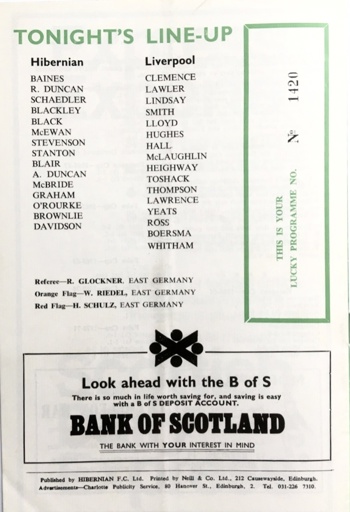 TONIGHT'S LINE-UP
Hibernian
BAINES
R. DUNCAN
SCHAEDLER
BLACKLEY
BLACK
McEWAN
STEVENSON
STANTON
BLAIR
A. DUNCAN
McBRIDE
GRAHAM
O'ROURKE
BROWNLIE
DAVIDSON
Liverpool
CLEMENCE
LAWLER
LINDSAY
SMITH
LLOYD
HUGHES
HALL
McLAUGHLIN
HEIGHWAY
TOSHACK
THOMPSON
LAWRENCE
YEATS
ROSS
BOERSMA
WHITHAM
THIS IS YOUR
LUCKY PROGRAMME NO.
Nº 1420
Referee—R. GLOCKNER, EAST GERMANY
Orange Flag—W. RIEDEL, EAST GERMANY
Red Flag—H. SCHULZ, EAST GERMANY
Look ahead with the B of S
There is so much in life worth saving for, and saving is easy
with a B of S DEPOSIT ACCOUNT.
BANK OF SCOTLAND
THE BANK WITH YOUR INTEREST IN MIND
Published by HIBERNIAN F.C. Ltd. Printed by Neill & Co. Ltd., 212 Causewayside, Edinburgh.
Advertisements—Charlotte Publicity Service, 80 Hanover St., Edinburgh, 2. Tel. 031-226 7310.